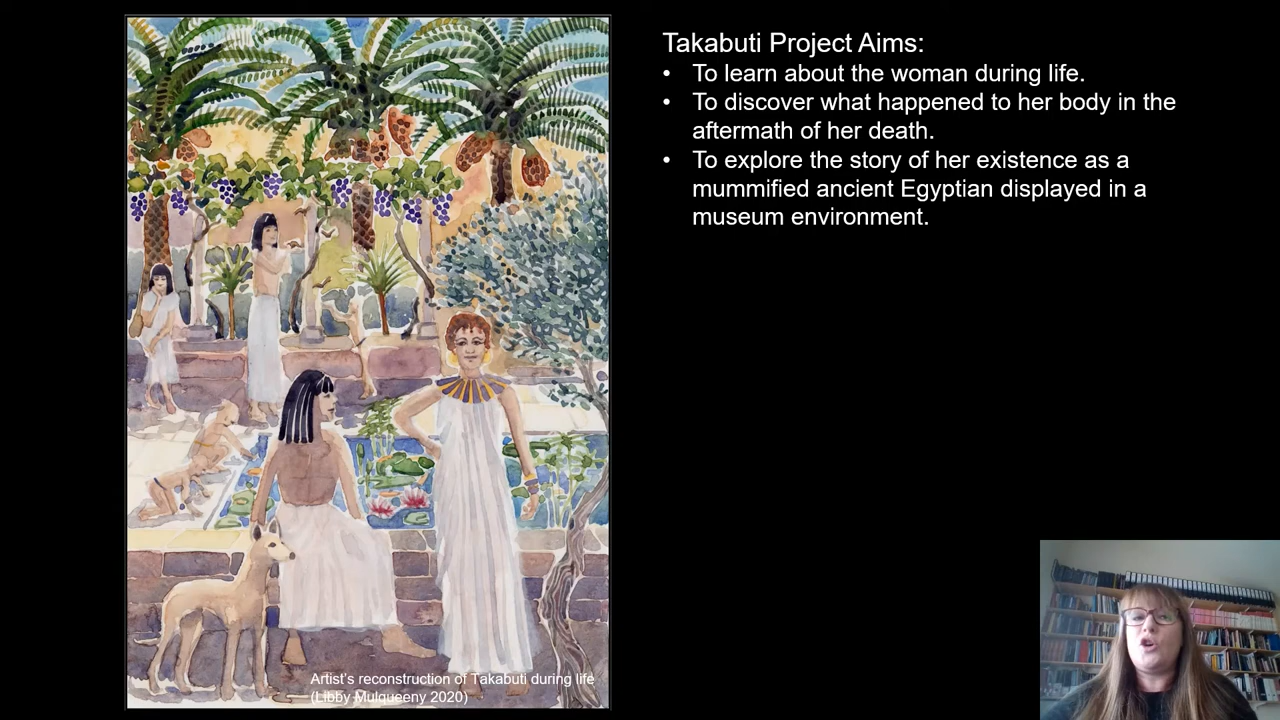 Takabuti Project Aims:
• To learn about the woman during life.
• To discover what happened to her body in the
aftermath of her death.
• To explore the story of her existence as a
mummified ancient Egyptian displayed in a
museum environment.
Artist's reconstruction of Takabuti during life
(Libby Mulqueeny 2020)